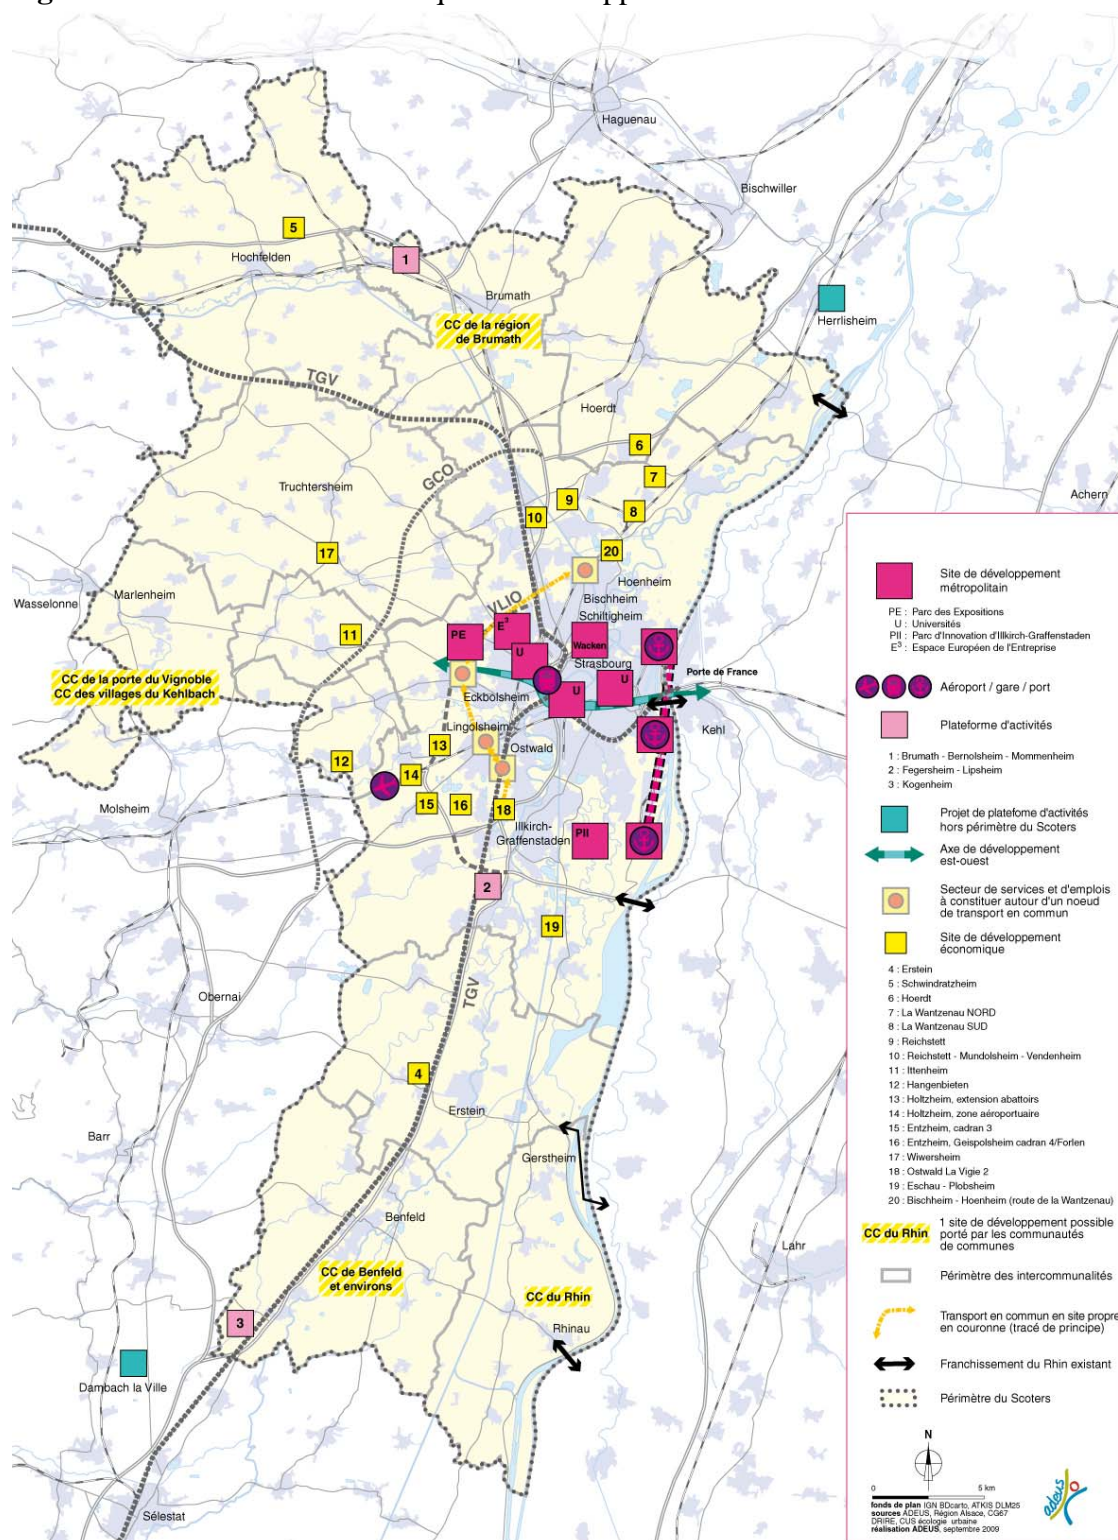 Haguenau
Bischwiller
5
Hochfelden
1
Brumath
Herrlisheim
CC de la région
de Brumath
TGV
Hoerdt
6
GCO
7
Truchtersheim
Achern
9
8
10
17
20
Hoenheim
Wasselonne
Marlenheim
Bischheim
VLIO
Schiltigheim
11
PE
E3
Wacken
U
Strasbourg
CC de la porte du Vignoble
CC des villages du Kehlbach
Porte de France
Eckbolsheim
U
U
Lingolsheim
Kehl
13
Ostwald
12
14
Molsheim
15
16
18
Illkirch-
Graffenstaden
PII
2
19
Obernai
TGV
4
Erstein
Barr
Gerstheim
Benfeld
Lahr
CC de Benfeld
et environs
CC du Rhin
3
Rhinau
Dambach la Ville
Sélestat
Site de développement
métropolitain
PE : Parc des Expositions
U : Universités
PII : Parc d'Innovation d'Illkirch-Graffenstaden
E3 : Espace Européen de l'Entreprise
Aéroport / gare / port
Plateforme d'activités
1 : Brumath - Bernolsheim - Mommenheim
2 : Fegersheim - Lipsheim
3 : Kogenheim
Projet de plateforme d'activités
hors périmètre du Scoters
Axe de développement
est-ouest
Secteur de services et d'emplois
à constituer autour d'un noeud
de transport en commun
Site de développement
économique
4 : Erstein
5 : Schwindratzheim
6 : Hoerdt
7 : La Wantzenau NORD
8 : La Wantzenau SUD
9 : Reichstett
10 : Reichstett - Mundolsheim - Vendenheim
11 : Ittenheim
12 : Hangenbieten
13 : Holtzheim, extension abattoirs
14 : Holtzheim, zone aéroportuaire
15 : Entzheim, cadran 3
16 : Entzheim, Geispolsheim cadran 4/Forlen
17 : Wiwersheim
18 : Ostwald La Vigie 2
19 : Eschau - Plobsheim
20 : Bischheim - Hoenheim (route de la Wantzenau)
CC du Rhin
1 site de développement possible
porté par les communautés
de communes
Périmètre des intercommunalités
Transport en commun en site propre
en couronne (tracé de principe)
Franchissement du Rhin existant
Périmètre du Scoters
N
0 5 km
fonds de plan IGN BDcarto, ATKIS DLM25
sources ADEUS, Région Alsace, CG67
DRIRE, CUS écologie urbaine
réalisation ADEUS, septembre 2009
adeus